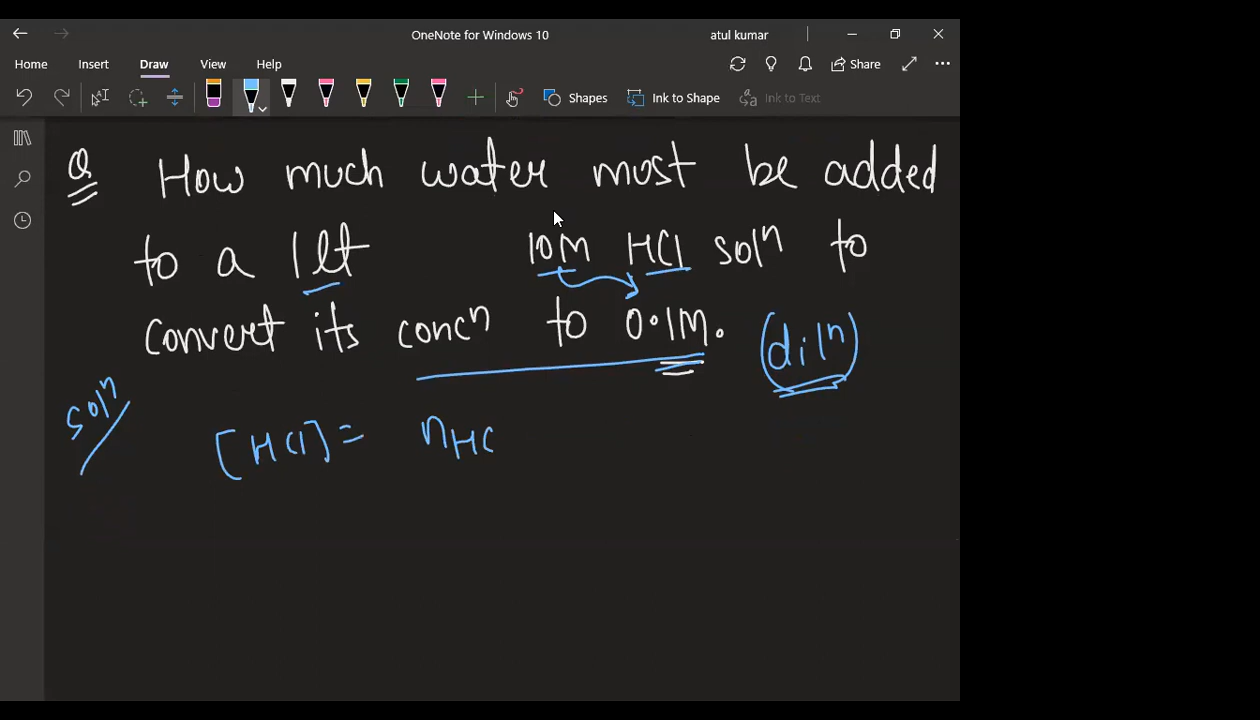 OneNote for Windows 10
atul kumar
Home Insert Draw View Help
Share
Shapes
Ink to Shape
Ink to Text
Q How much water most be added
to a 1 lt 10M HCl solⁿ to
convert its concⁿ to 0.1M. (dilⁿ)
solⁿ
[HCl] = nHC